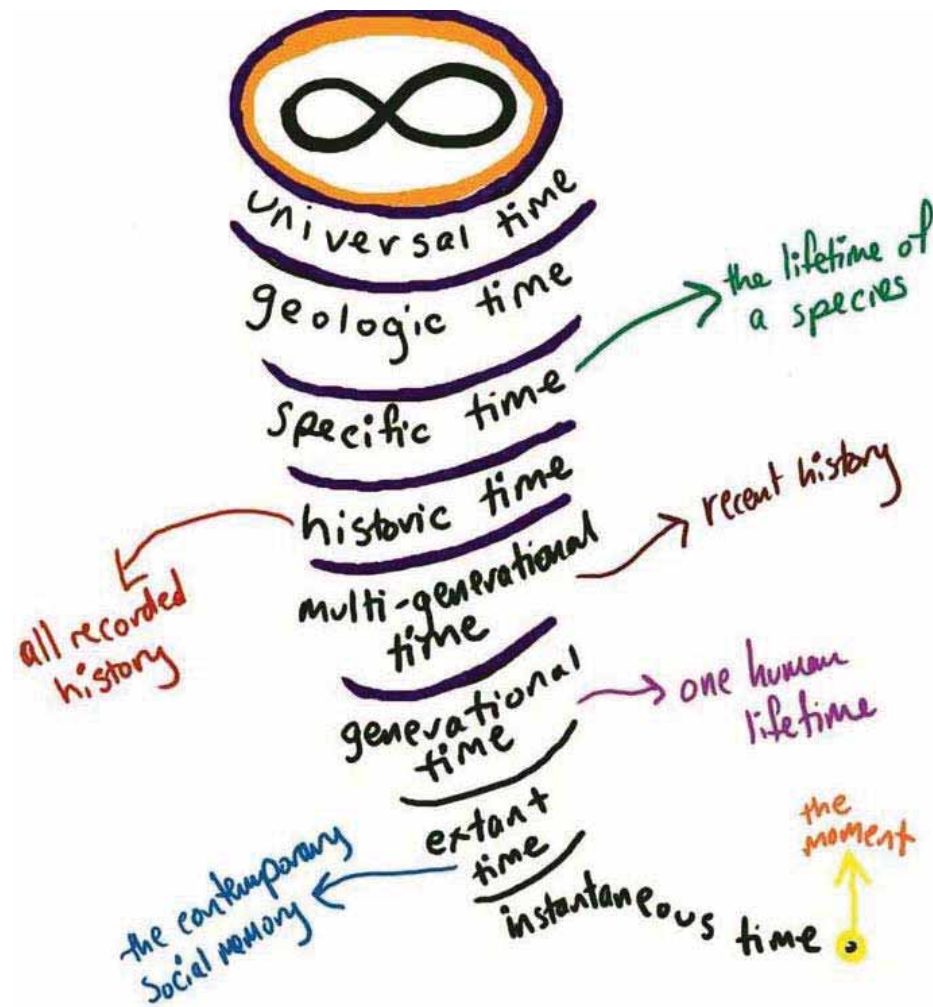 ∞
universal time
geologic time
the lifetime of
a species
specific time
historic time
all recorded
history
multi-generational
time
recent history
generational
time
one human
lifetime
extant
time
the contemporary
social memory
instantaneous time
the
moment